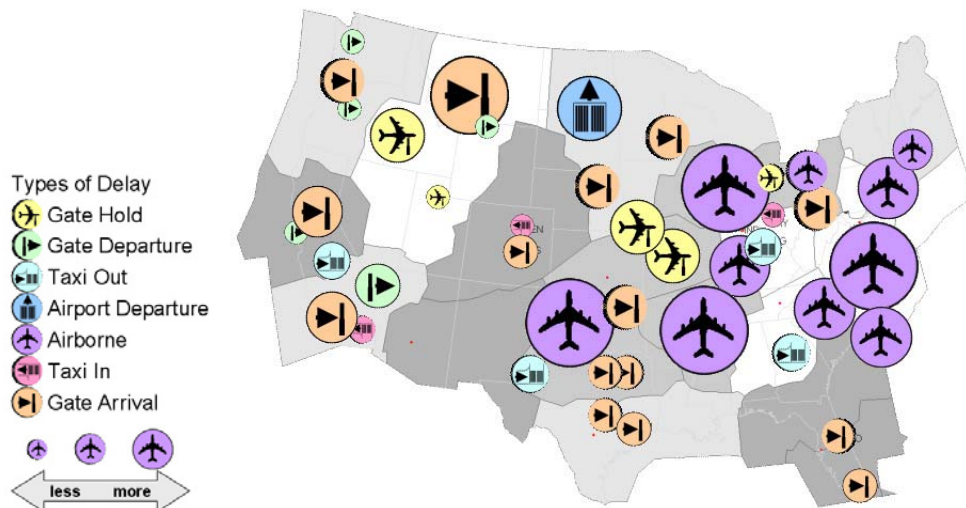 Types of Delay
Gate Hold
Gate Departure
Taxi Out
Airport Departure
Airborne
Taxi In
Gate Arrival
less more